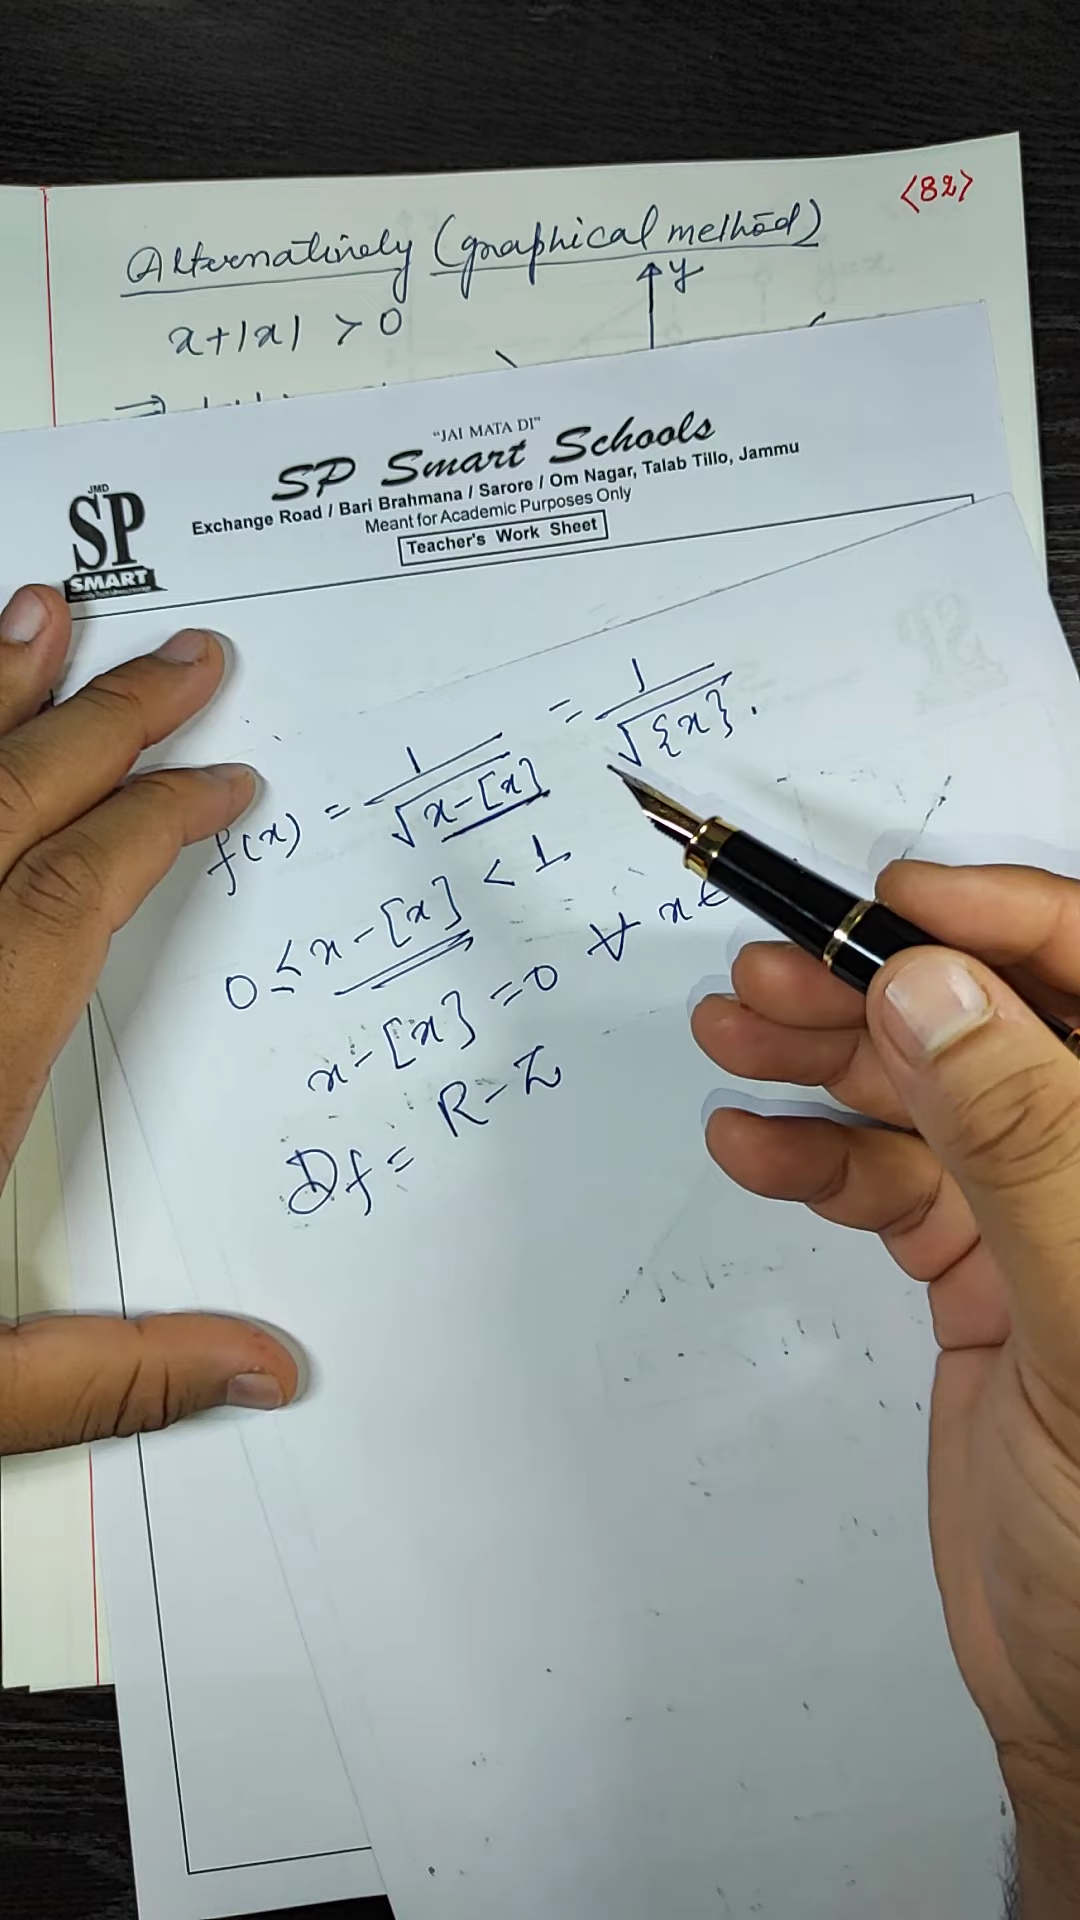 <82>
Alternatively (graphical method)
y
x+|x| > 0
⇒
"JAI MATA DI"
SP Smart Schools
Exchange Road / Bari Brahmana / Sarore / Om Nagar, Talab Tillo, Jammu
Meant for Academic Purposes Only
Teacher's Work Sheet
JMD
SP
SMART
f(x) = 1/√(x-[x]) = 1/√{x}.
0 ≤ x-[x] < 1
x-[x] = 0 ∀ x ∈
Df = R-Z